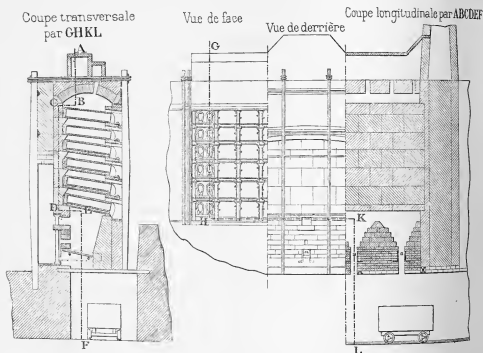 Coupe transversale
par GHKL
Vue de face
Vue de derrière
Coupe longitudinale par ABCDEF
A
B
C
D
E
F
G
H
K
L